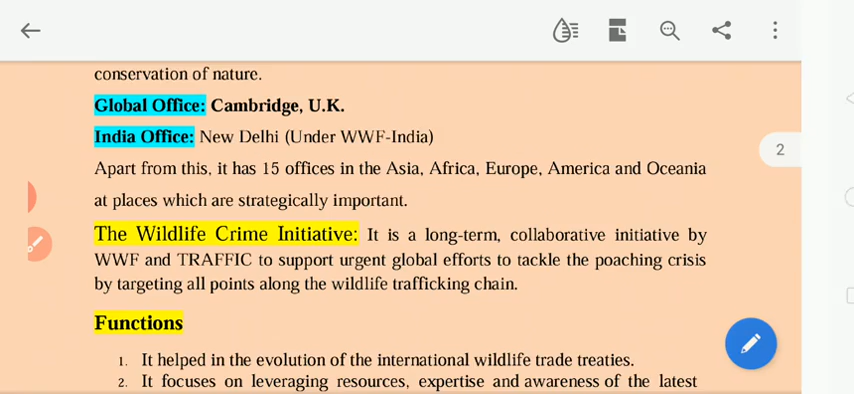 conservation of nature.
Global Office: Cambridge, U.K.
India Office: New Delhi (Under WWF-India)
2
Apart from this, it has 15 offices in the Asia, Africa, Europe, America and Oceania
at places which are strategically important.
The Wildlife Crime Initiative: It is a long-term, collaborative initiative by
WWF and TRAFFIC to support urgent global efforts to tackle the poaching crisis
by targeting all points along the wildlife trafficking chain.
Functions
1. It helped in the evolution of the international wildlife trade treaties.
2. It focuses on leveraging resources, expertise and awareness of the latest